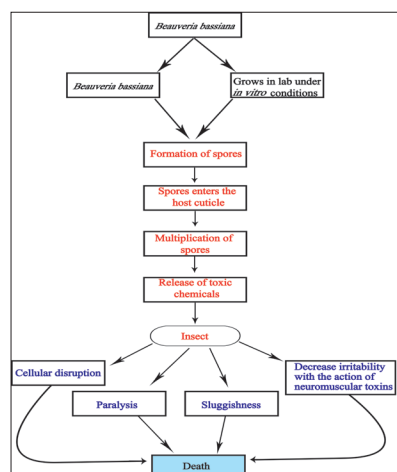 Beauveria bassiana
Beauveria bassiana
Grows in lab under
in vitro conditions
Formation of spores
Spores enters the
host cuticle
Multiplication of
spores
Release of toxic
chemicals
Insect
Cellular disruption
Decrease irritability
with the action of
neuromuscular toxins
Paralysis
Sluggishness
Death